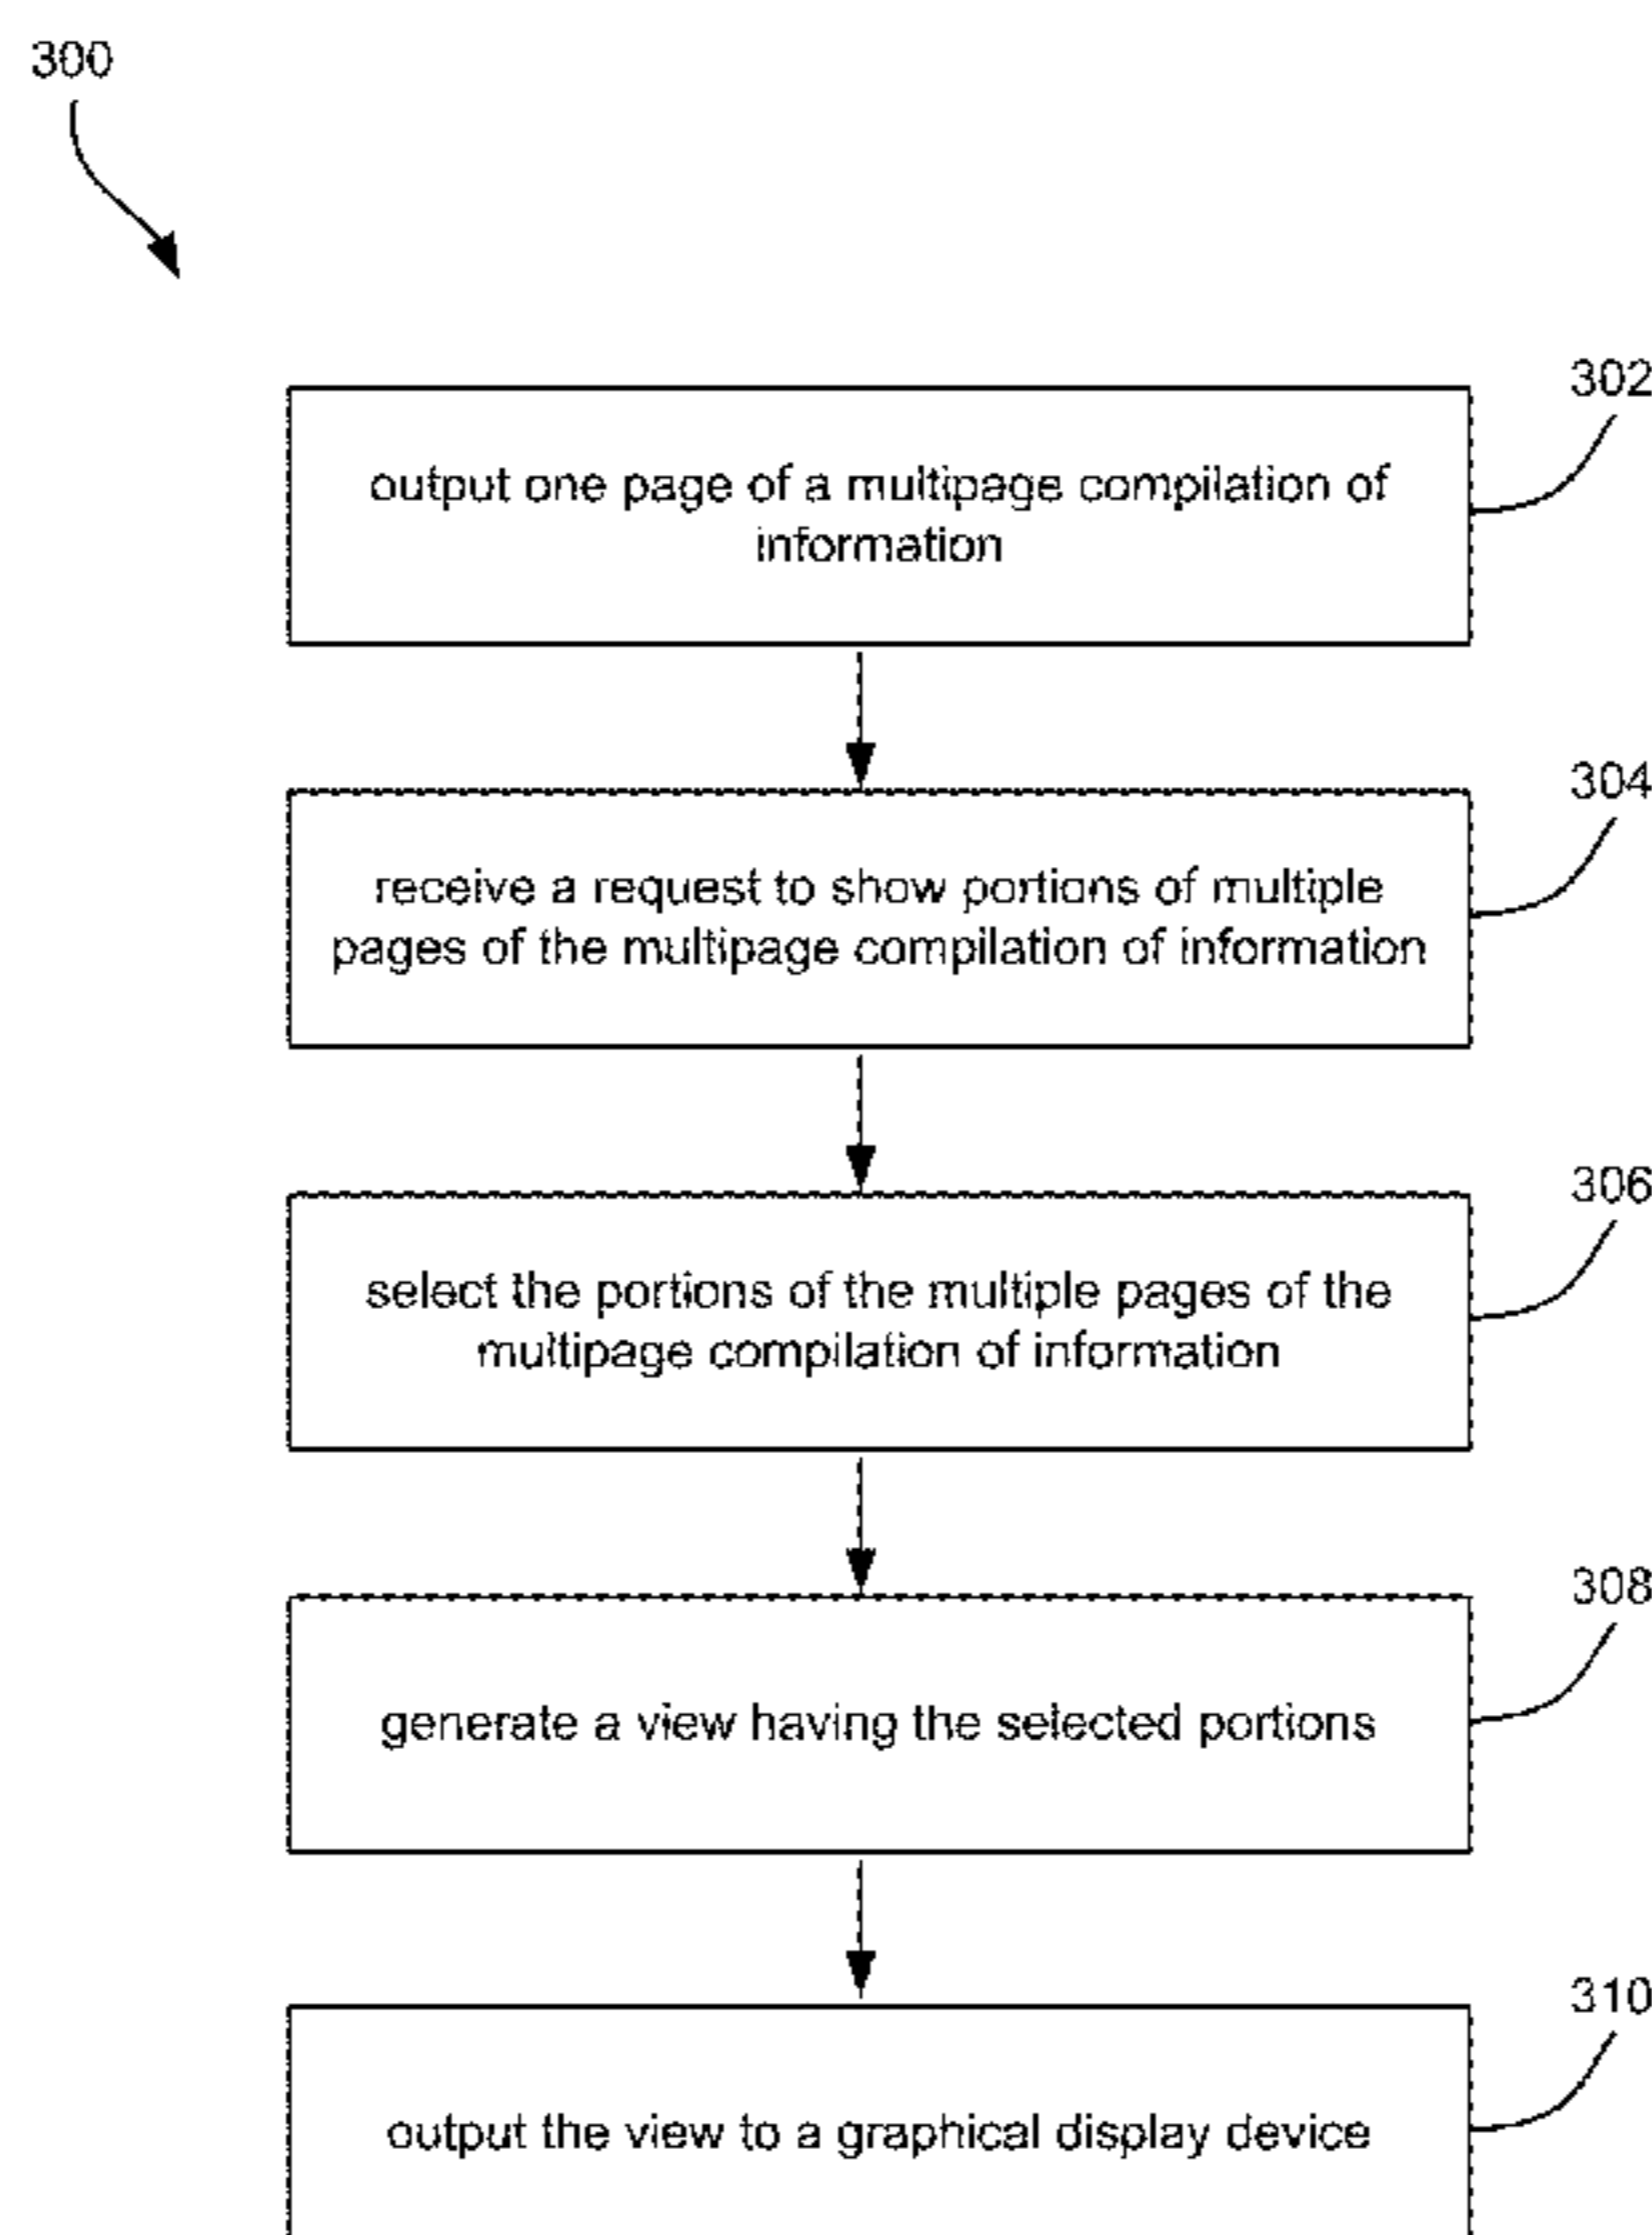 300
302
output one page of a multipage compilation of
information
304
receive a request to show portions of multiple
pages of the multipage compilation of information
306
select the portions of the multiple pages of the
multipage compilation of information
308
generate a view having the selected portions
310
output the view to a graphical display device